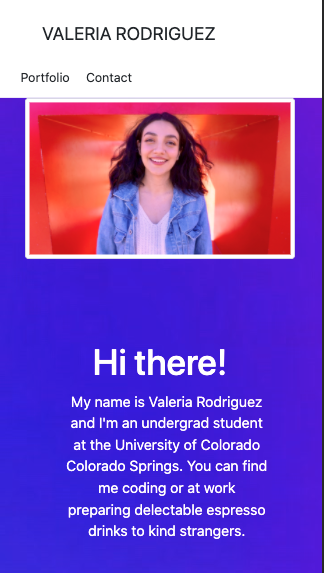 VALERIA RODRIGUEZ
Portfolio Contact
Hi there!
My name is Valeria Rodriguez
and I'm an undergrad student
at the University of Colorado
Colorado Springs. You can find
me coding or at work
preparing delectable espresso
drinks to kind strangers.